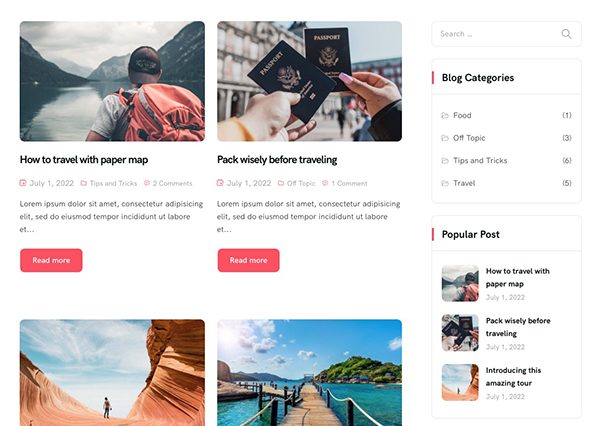 How to travel with paper map
July 1, 2022 Tips and Tricks 2 Comments
Lorem ipsum dolor sit amet, consectetur adipiscing
elit, sed do eiusmod tempor incididunt ut labore
et...
Read more
PASSPORT
PASSPORT
Pack wisely before traveling
July 1, 2022 Off Topic 1 Comment
Lorem ipsum dolor sit amet, consectetur adipiscing
elit, sed do eiusmod tempor incididunt ut labore
et...
Read more
Search ...
Blog Categories
Food (1)
Off Topic (3)
Tips and Tricks (6)
Travel (5)
Popular Post
How to travel with
paper map
July 1, 2022
Pack wisely before
traveling
July 1, 2022
Introducing this
amazing tour
July 1, 2022